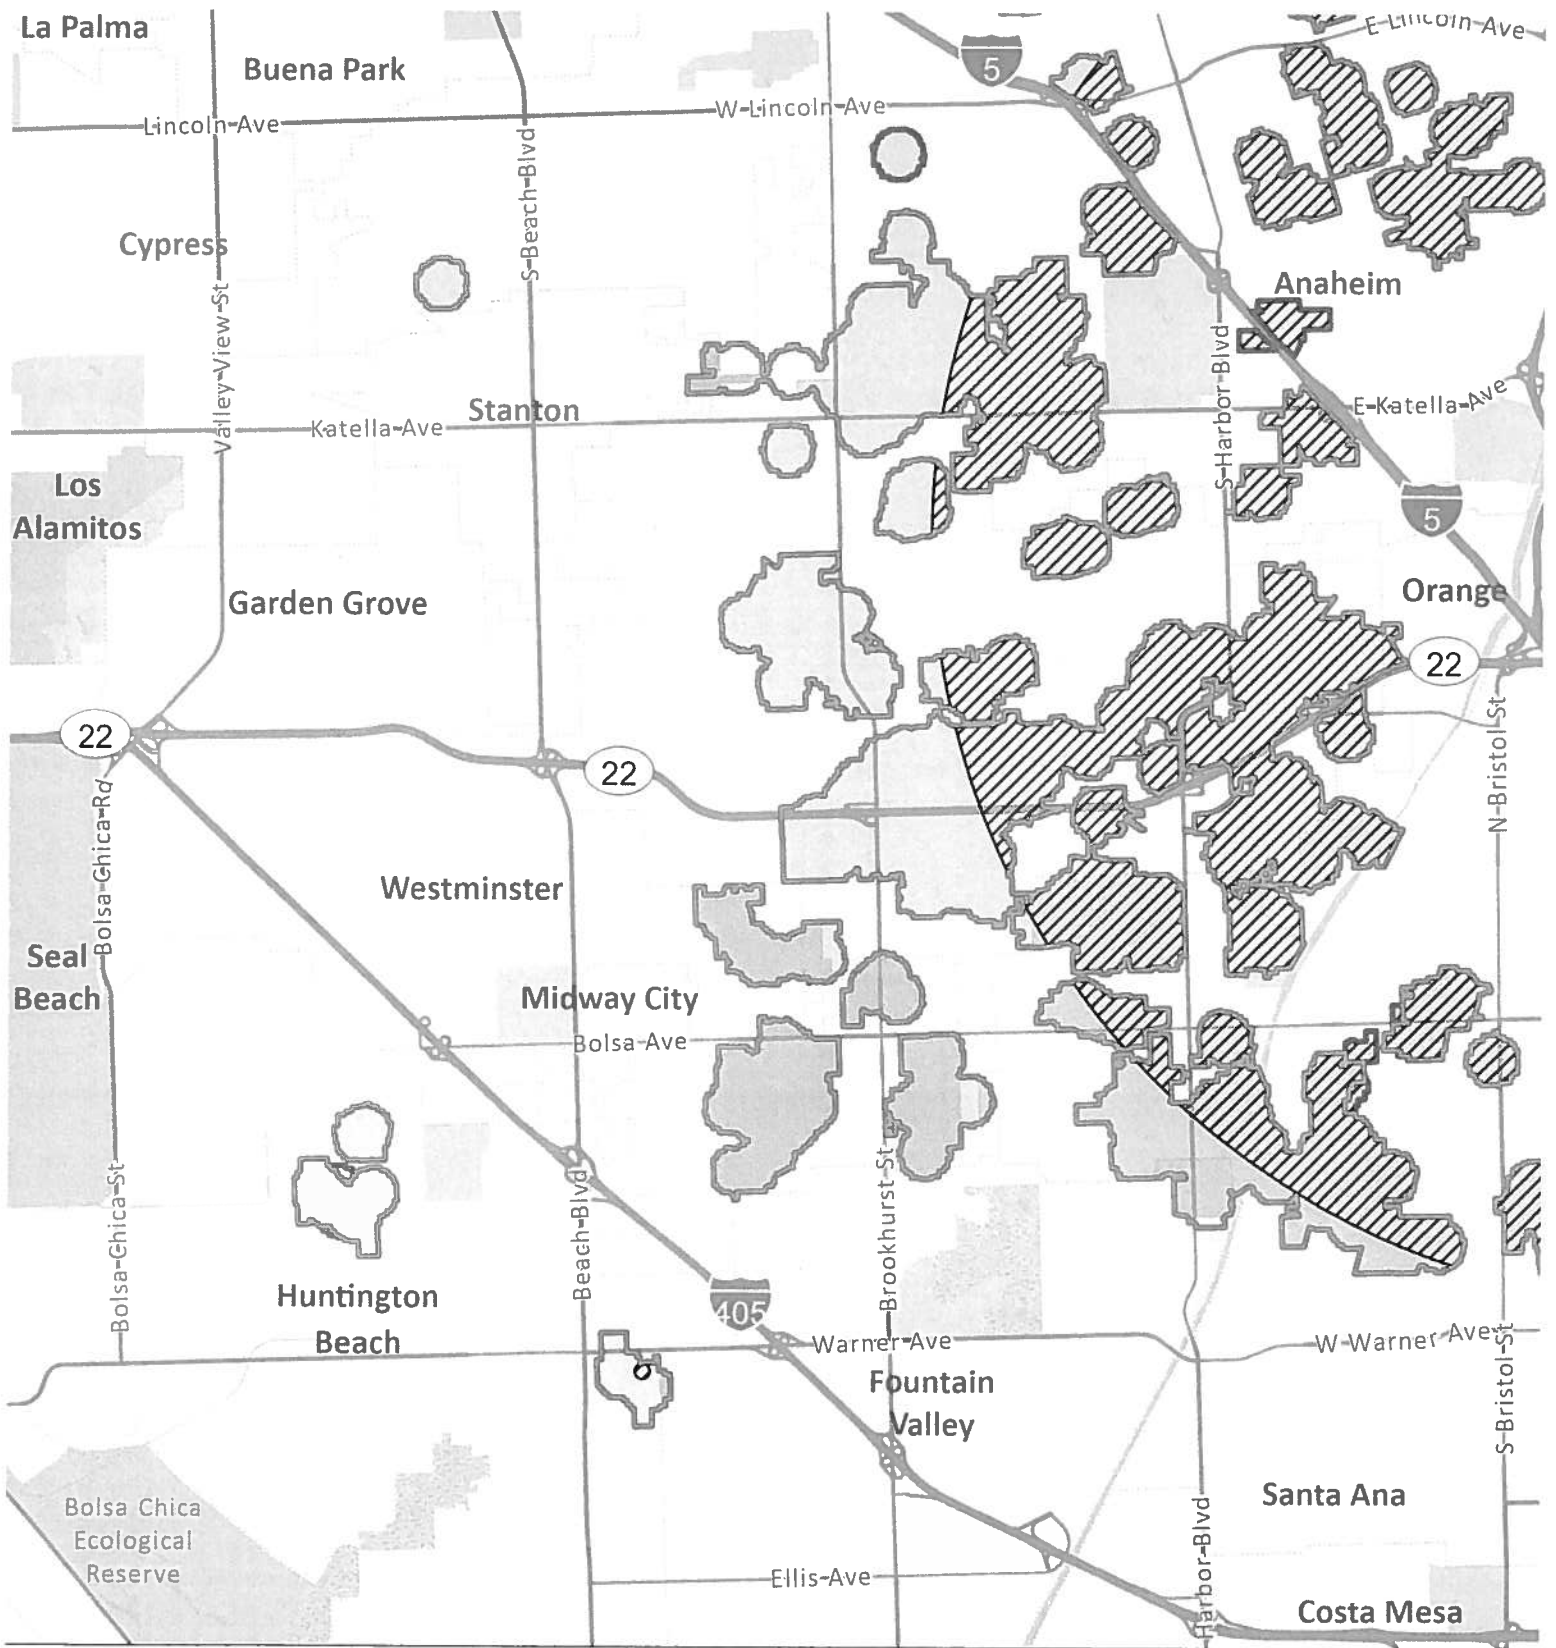 La Palma
Buena Park
E-Lincoln Ave
5
W-Lincoln Ave
Lincoln-Ave
S-Beach-Blvd
Cypress
Valley-View-St
Anaheim
S-Harbor-Blvd
E-Katella-Ave
Stanton
Katella-Ave
Los
Alamitos
5
Garden Grove
Orange
22
22
22
N-Bristol-St
Bolsa-Chica-Rd
Westminster
Seal
Beach
Midway City
Bolsa-Ave
Bolsa-Chica-St
Beach-Blvd
Brookhurst-St
Huntington
Beach
405
Warner-Ave
W-Warner-Ave
Fountain
Valley
S-Bristol-St
Santa Ana
Bolsa Chica
Ecological
Reserve
Harbor-Blvd
Ellis-Ave
Costa Mesa